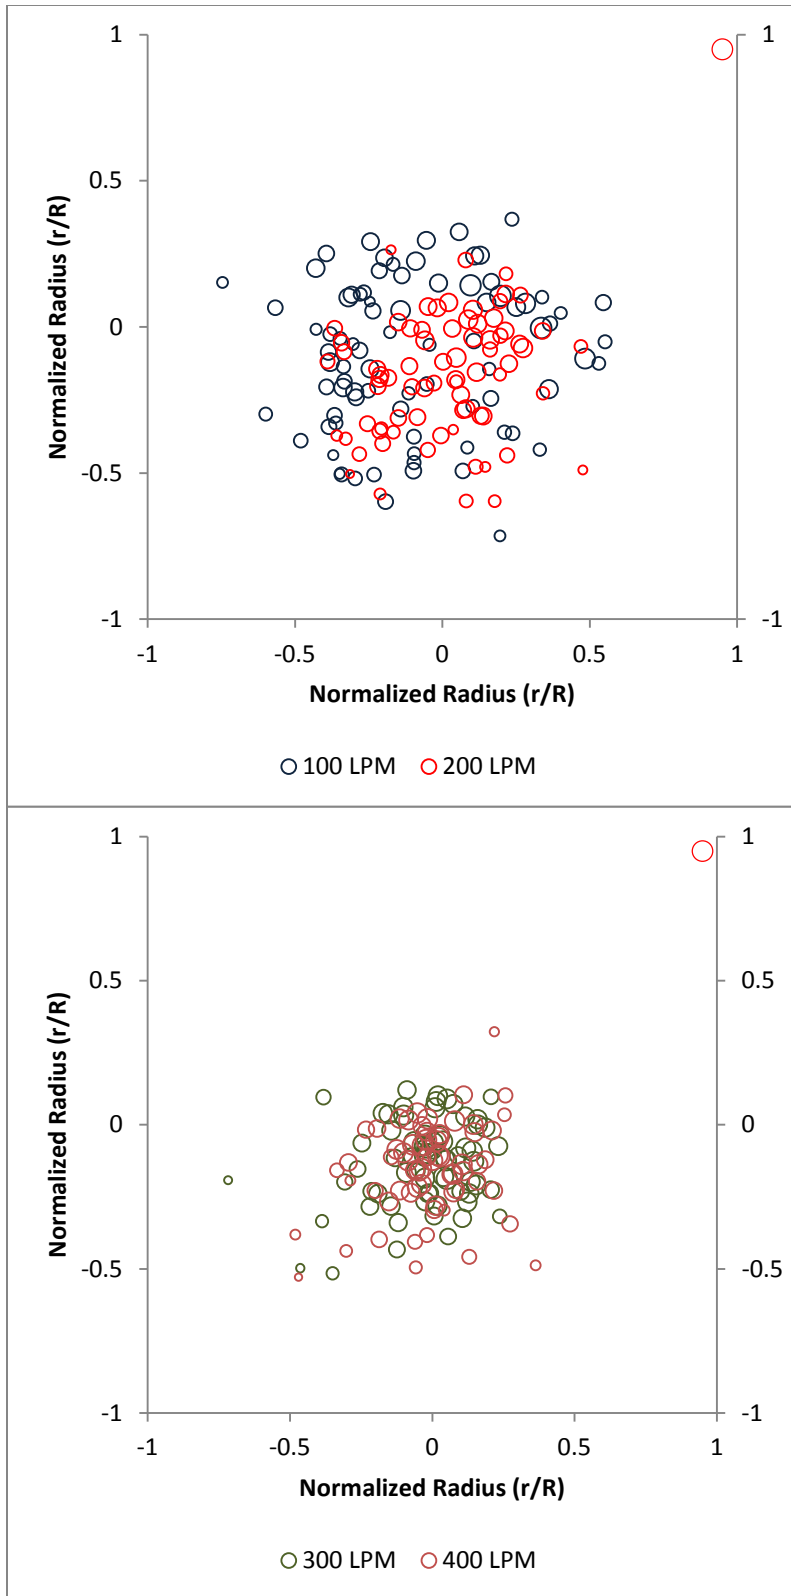 1 1
0.5
0
-0.5
-1 -1
-1 -0.5 0 0.5 1
Normalized Radius (r/R)
Normalized Radius (r/R)
100 LPM 200 LPM
1 1
0.5 0.5
0 0
-0.5 -0.5
-1 -1
-1 -0.5 0 0.5 1
Normalized Radius (r/R)
Normalized Radius (r/R)
300 LPM 400 LPM